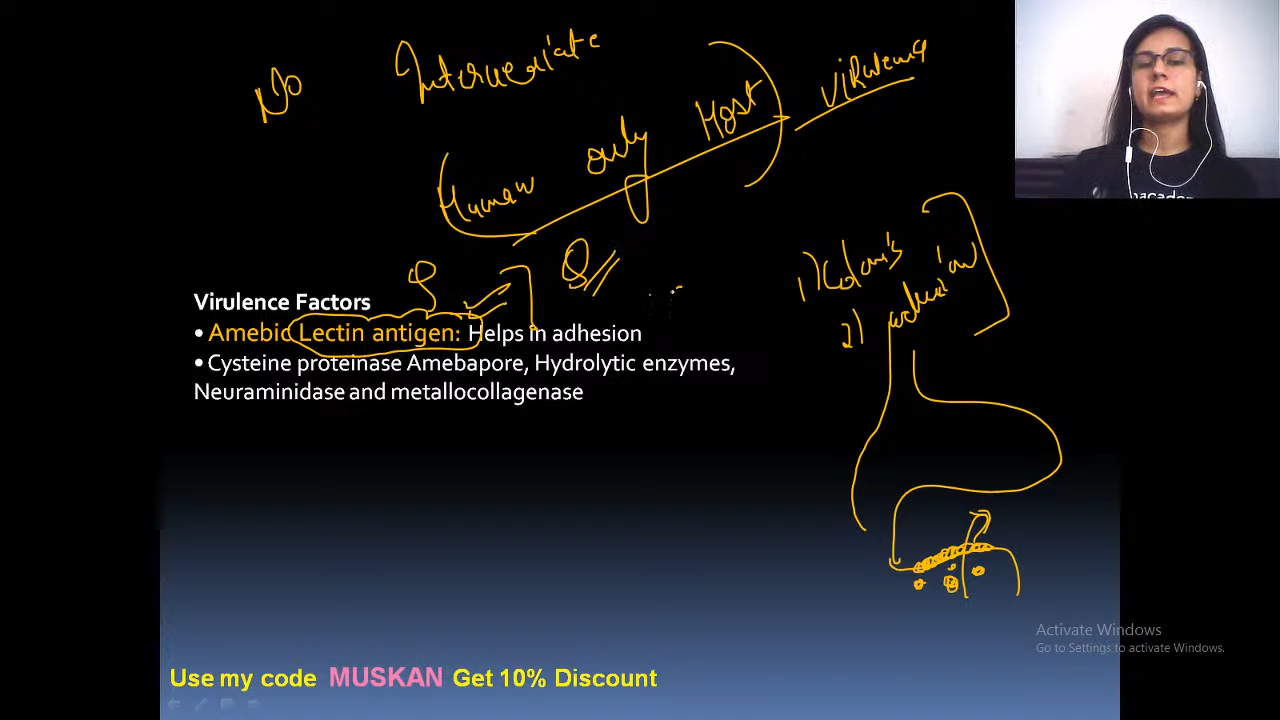 No Intermediate
(Human only Host)
Virulence
1) Colonis
2) adhesion
Q
Virulence Factors
• Amebic Lectin antigen: Helps in adhesion
• Cysteine proteinase Amebapore, Hydrolytic enzymes,
Neuraminidase and metallocollagenase
Activate Windows
Go to Settings to activate Windows.
Use my code MUSKAN Get 10% Discount